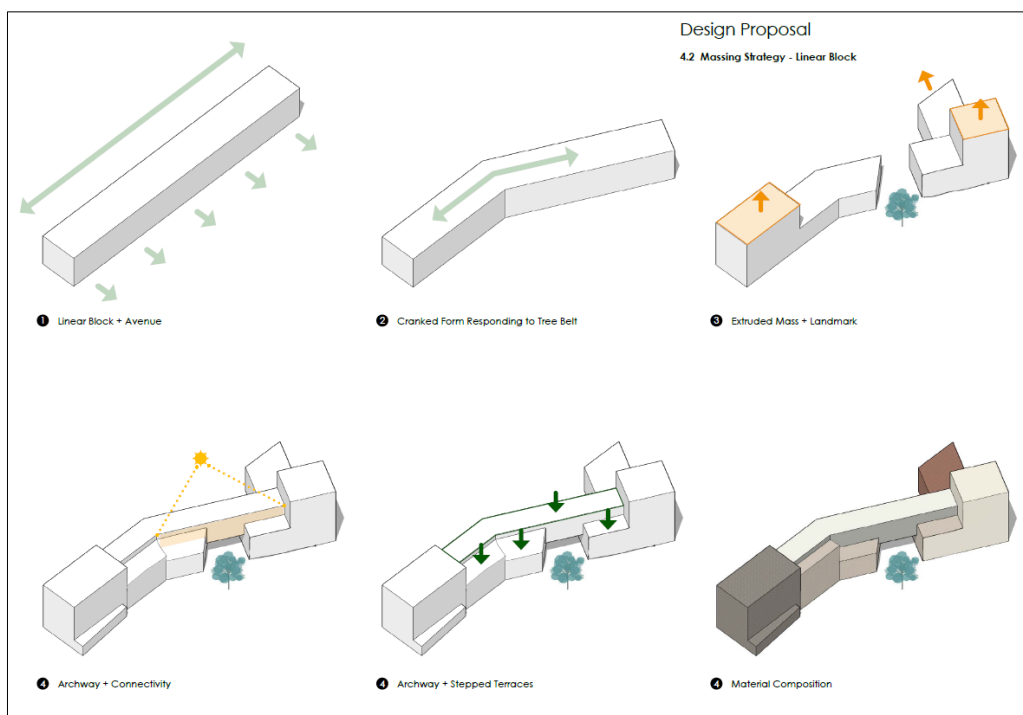 Design Proposal
4.2 Massing Strategy - Linear Block
1 Linear Block + Avenue
2 Cranked Form Responding to Tree Belt
3 Extruded Mass + Landmark
4 Archway + Connectivity
4 Archway + Stepped Terraces
4 Material Composition